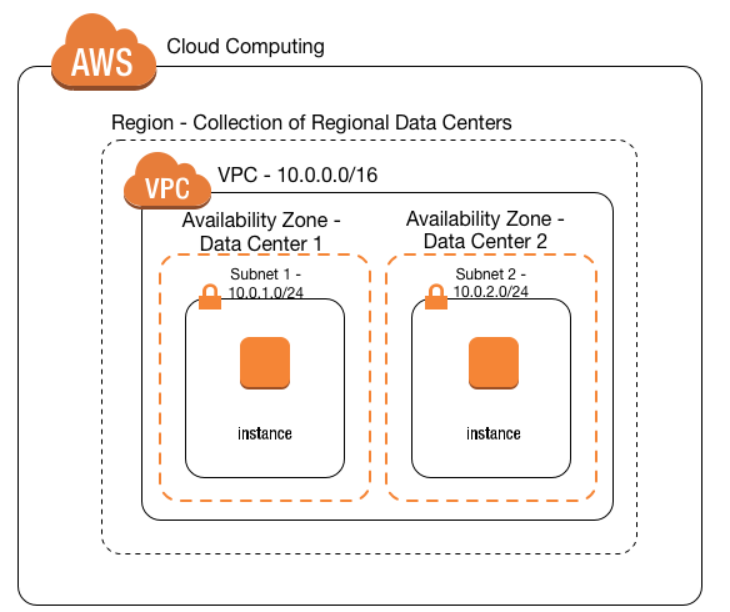 AWS
Cloud Computing
Region - Collection of Regional Data Centers
VPC
VPC - 10.0.0.0/16
Availability Zone -
Data Center 1
Availability Zone -
Data Center 2
Subnet 1 -
10.0.1.0/24
Subnet 2 -
10.0.2.0/24
instance
instance